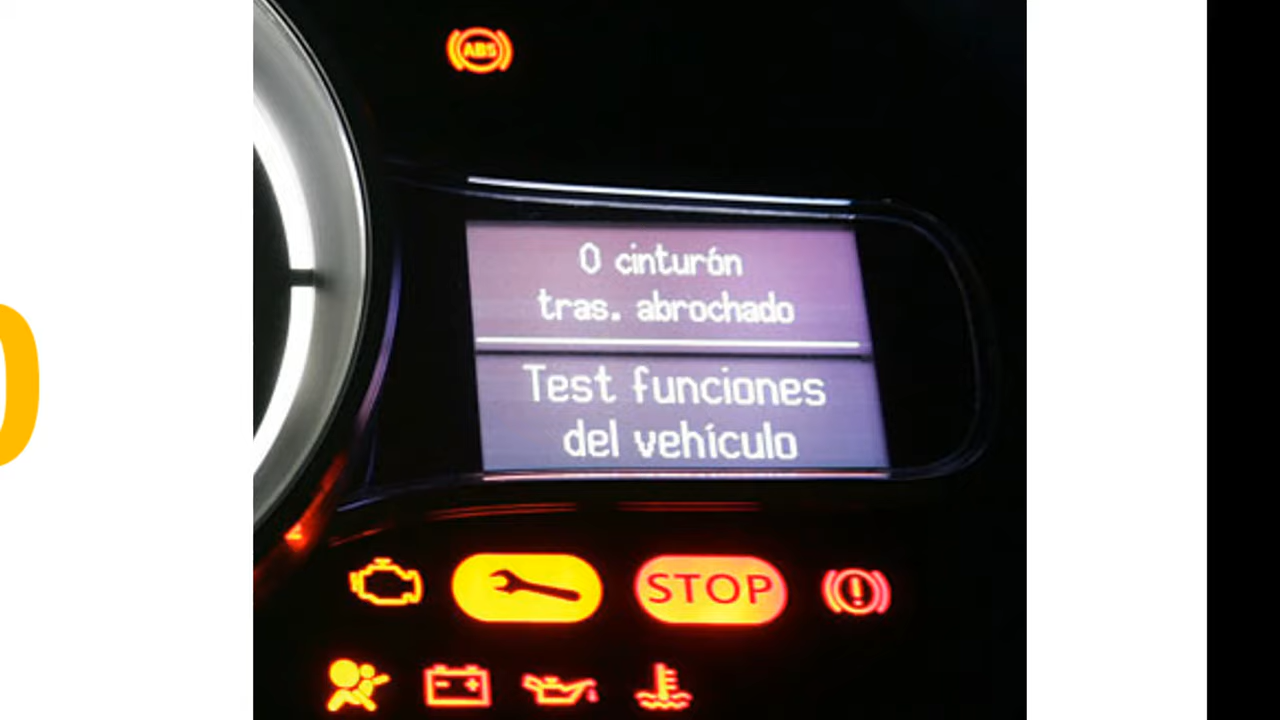 ABS
0 cinturón
tras. abrochado
Test funciones
del vehículo
STOP